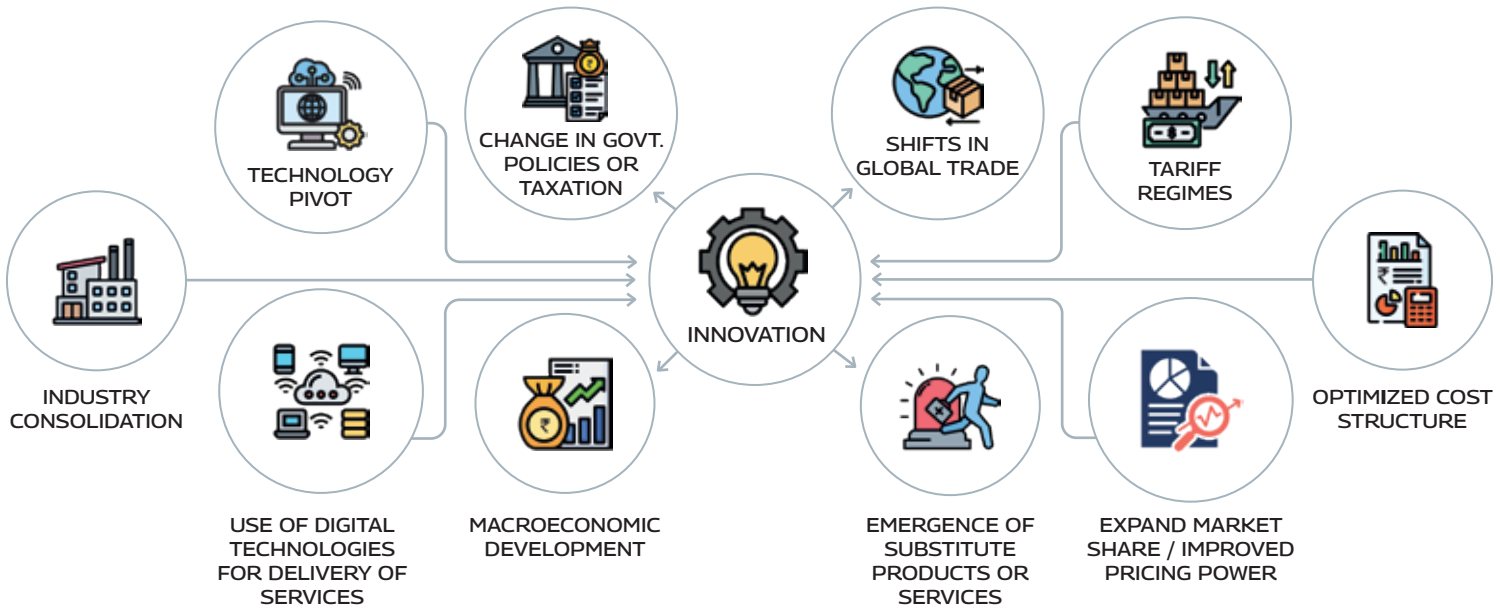 TECHNOLOGY
PIVOT
CHANGE IN GOVT.
POLICIES OR
TAXATION
SHIFTS IN
GLOBAL TRADE
TARIFF
REGIMES
INDUSTRY
CONSOLIDATION
INNOVATION
OPTIMIZED COST
STRUCTURE
USE OF DIGITAL
TECHNOLOGIES
FOR DELIVERY OF
SERVICES
MACROECONOMIC
DEVELOPMENT
EMERGENCE OF
SUBSTITUTE
PRODUCTS OR
SERVICES
EXPAND MARKET
SHARE / IMPROVED
PRICING POWER